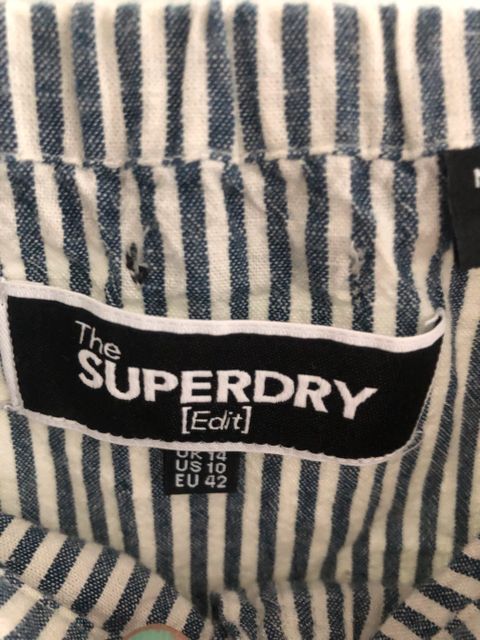 The
SUPERDRY
[Edit]
UK 14
US 10
EU 42